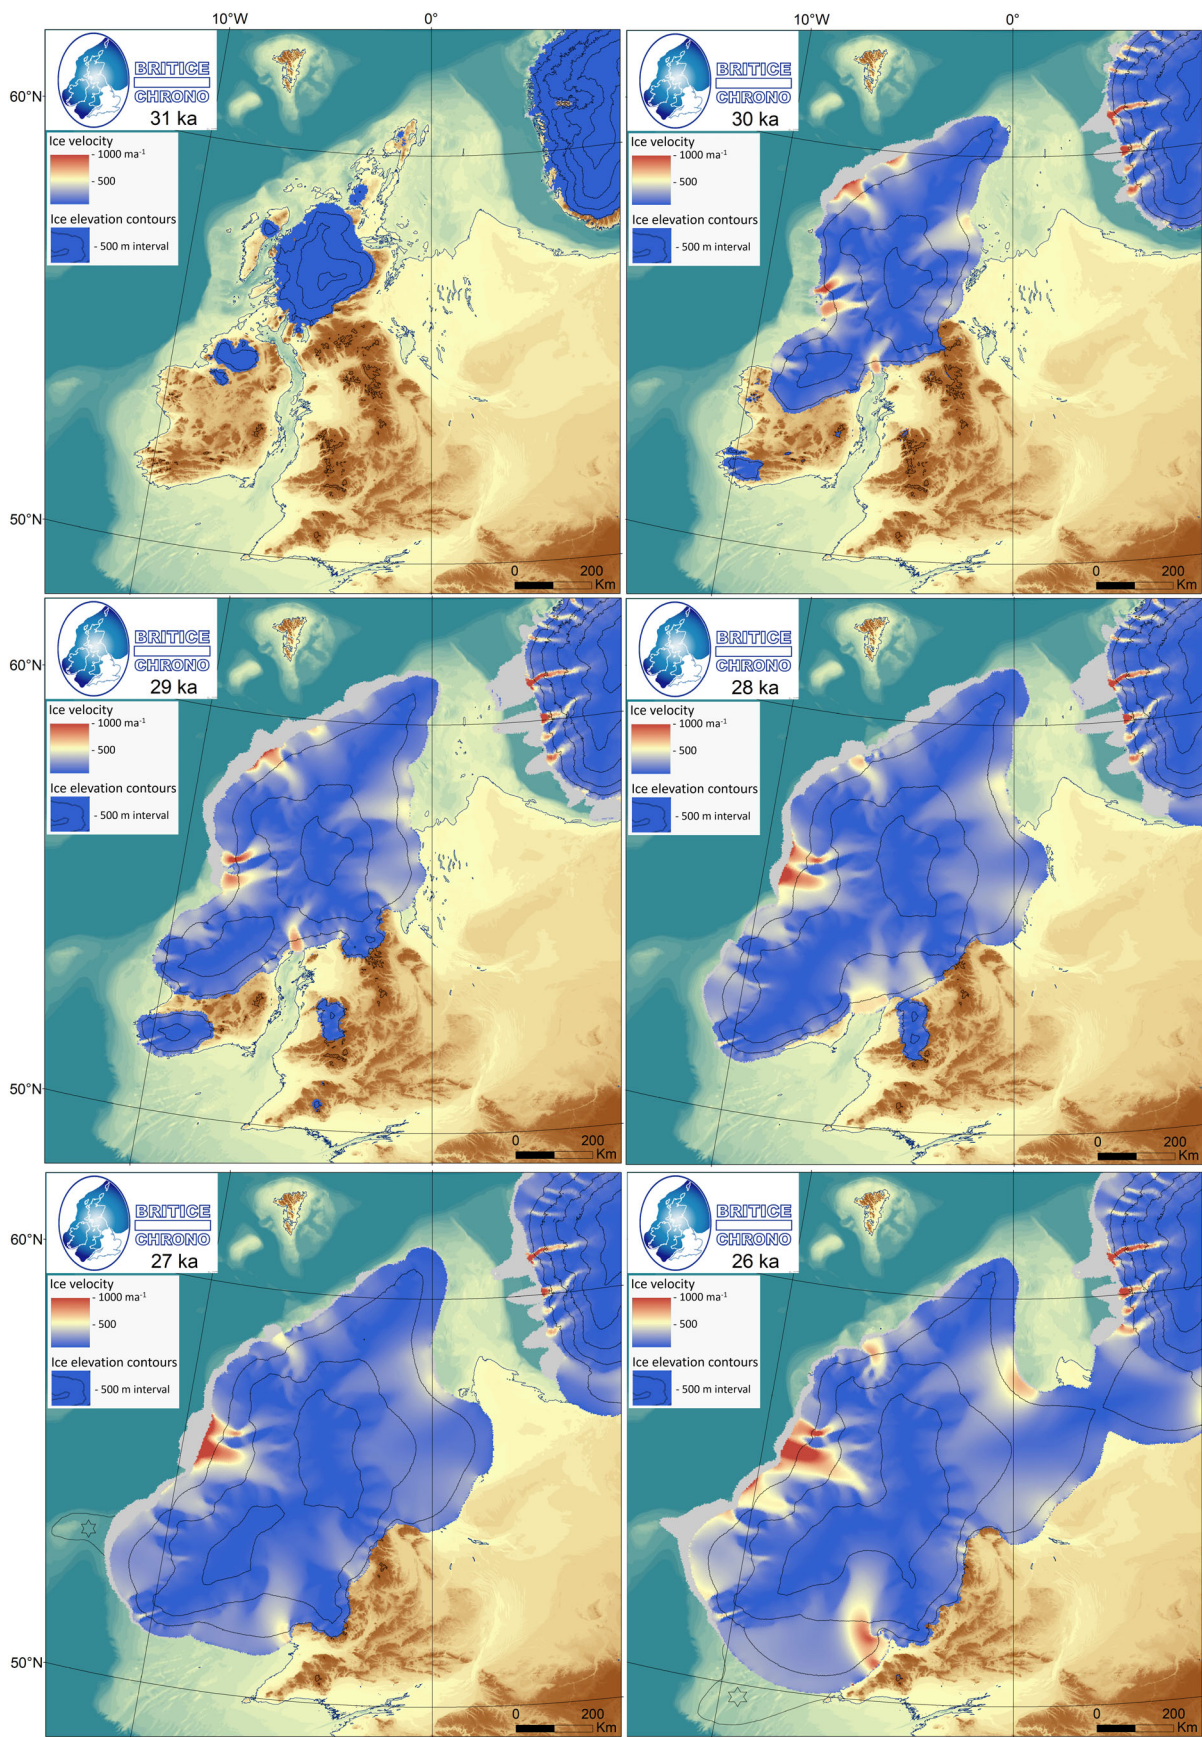 10°W 0° 10°W 0°
60°N
BRITICE
CHRONO
31 ka
Ice velocity
- 1000 ma-1
- 500
Ice elevation contours
- 500 m interval
50°N
0 200
Km
BRITICE
CHRONO
30 ka
Ice velocity
- 1000 ma-1
- 500
Ice elevation contours
- 500 m interval
0 200
Km
60°N
BRITICE
CHRONO
29 ka
Ice velocity
- 1000 ma-1
- 500
Ice elevation contours
- 500 m interval
50°N
0 200
Km
BRITICE
CHRONO
28 ka
Ice velocity
- 1000 ma-1
- 500
Ice elevation contours
- 500 m interval
0 200
Km
60°N
BRITICE
CHRONO
27 ka
Ice velocity
- 1000 ma-1
- 500
Ice elevation contours
- 500 m interval
50°N
0 200
Km
BRITICE
CHRONO
26 ka
Ice velocity
- 1000 ma-1
- 500
Ice elevation contours
- 500 m interval
0 200
Km